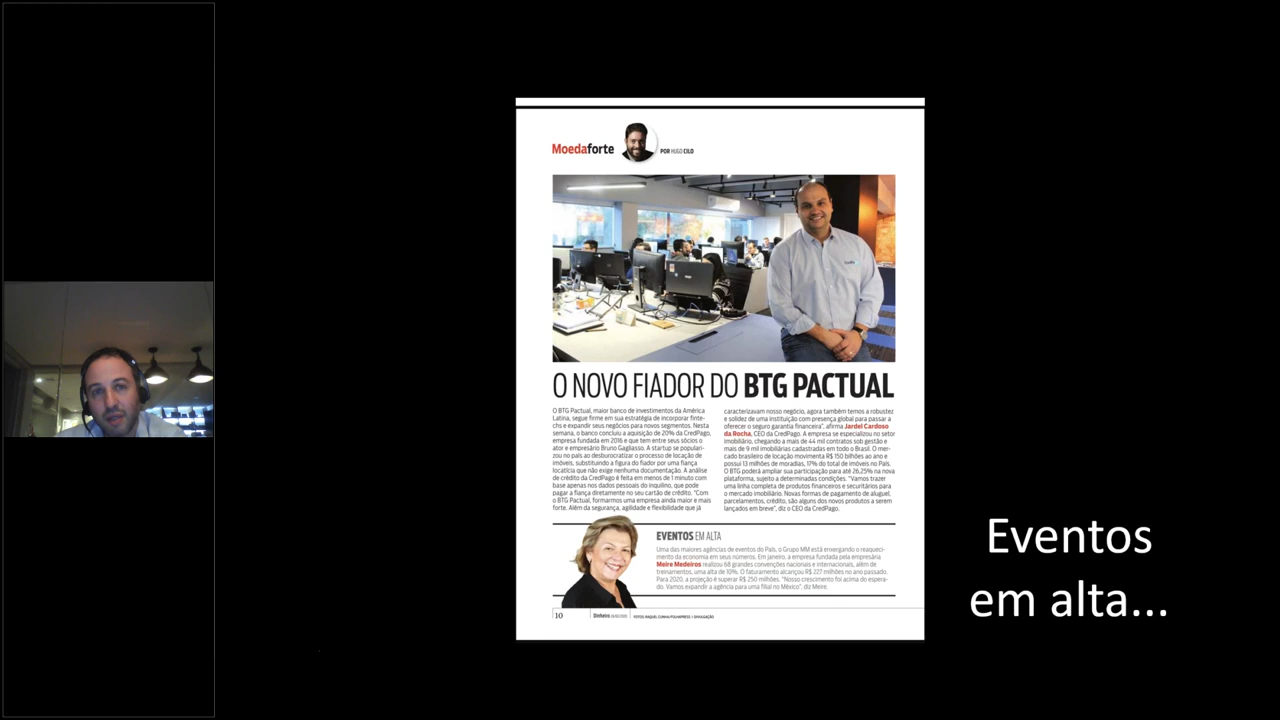 Moedaforte
POR HUGO CILO
O NOVO FIADOR DO BTG PACTUAL
O BTG Pactual, maior banco de investimentos da América
Latina, segue firme em sua estratégia de incorporar finte-
chs e expandir seus negócios para novos segmentos. Nesta
semana, o banco concluiu a aquisição de 20% da CredPago,
empresa fundada em 2016 e que tem entre seus sócios o
ator e empresário Bruno Gagliasso. A startup se populari-
zou no país ao desburocratizar o processo de locação de
imóveis, substituindo a figura do fiador por uma fiança
locatícia que não exige nenhuma documentação. A análise
de crédito da CredPago é feita em menos de 1 minuto com
base apenas nos dados pessoais do inquilino, que pode
pagar a fiança diretamente no seu cartão de crédito. “Com
o BTG Pactual, formarmos uma empresa ainda maior e mais
forte. Além da segurança, agilidade e flexibilidade que já
caracterizavam nosso negócio, agora também temos a robustez
e solidez de uma instituição com presença global para passar a
oferecer o seguro garantia financeira”, afirma Jardel Cardoso
da Rocha, CEO da CredPago. A empresa se especializou no setor
imobiliário, chegando a mais de 44 mil contratos sob gestão e
mais de 9 mil imobiliárias cadastradas em todo o Brasil. O mer-
cado brasileiro de locação movimenta R$ 150 bilhões ao ano e
possui 13 milhões de moradias, 17% do total de imóveis no País.
O BTG poderá ampliar sua participação para até 26,25% na nova
plataforma, sujeito a determinadas condições. “Vamos trazer
uma linha completa de produtos financeiros e securitários para
o mercado imobiliário. Novas formas de pagamento de aluguel,
parcelamentos, crédito, são alguns dos novos produtos a serem
lançados em breve”, diz o CEO da CredPago.
EVENTOS EM ALTA
Uma das maiores agências de eventos do País, o Grupo MM está enxergando o reaqueci-
mento da economia em seus números. Em janeiro, a empresa fundada pela empresária
Meire Medeiros realizou 68 grandes convenções nacionais e internacionais, além de
treinamentos, uma alta de 10%. O faturamento alcançou R$ 227 milhões no ano passado.
Para 2020, a projeção é superar R$ 250 milhões. “Nosso crescimento foi acima do espera-
do. Vamos expandir a agência para uma filial no México”, diz Meire.
10
Dinheiro
FOTOS: RAQUEL CUNHA/FOLHAPRESS | DIVULGAÇÃO
Eventos
em alta...